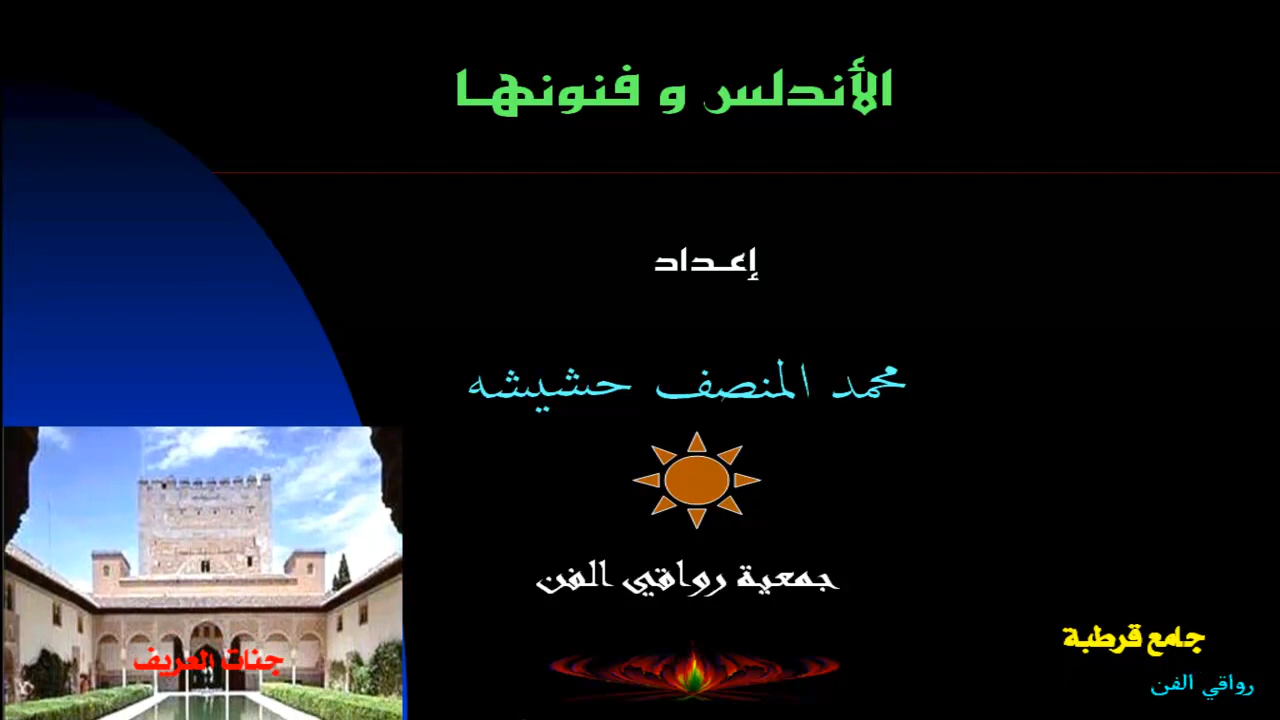 الأندلس و فنونها
إعداد
محمد المنصف حشيشه
جمعية رواقي الفن
جامع قرطبة
جنات العريف
رواقي الفن